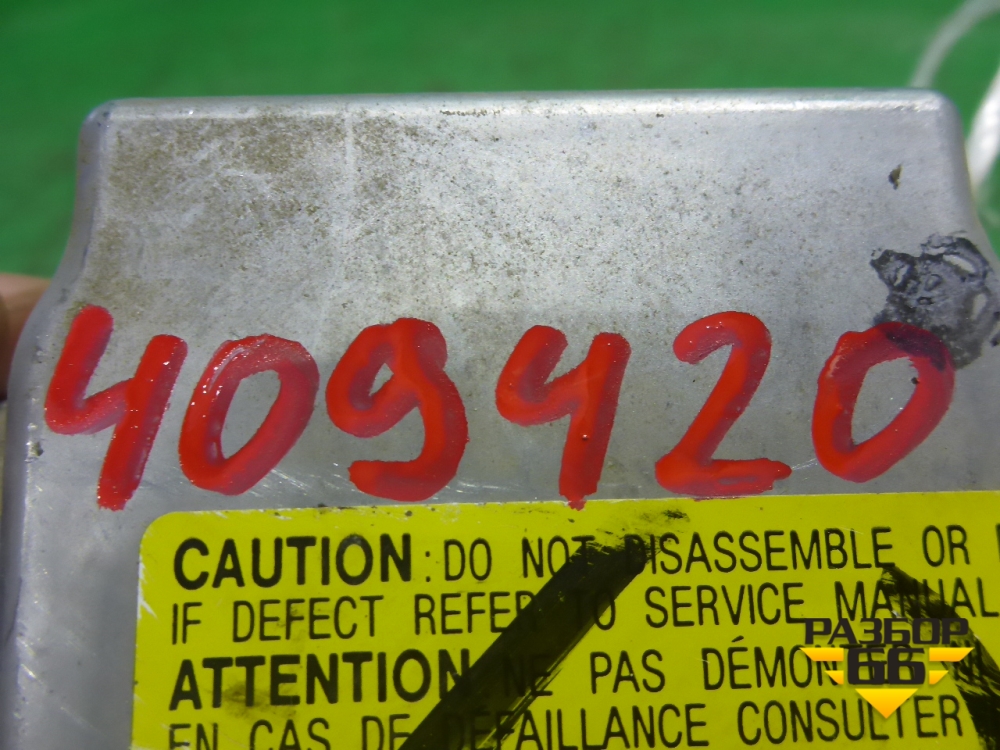 409420
CAUTION : DO NOT DISASSEMBLE OR
IF DEFECT REFER TO SERVICE MANUAL
ATTENTION NE PAS DÉMON
EN CAS DE DEFAILLANCE CONSULTER
РАЗБОР
66